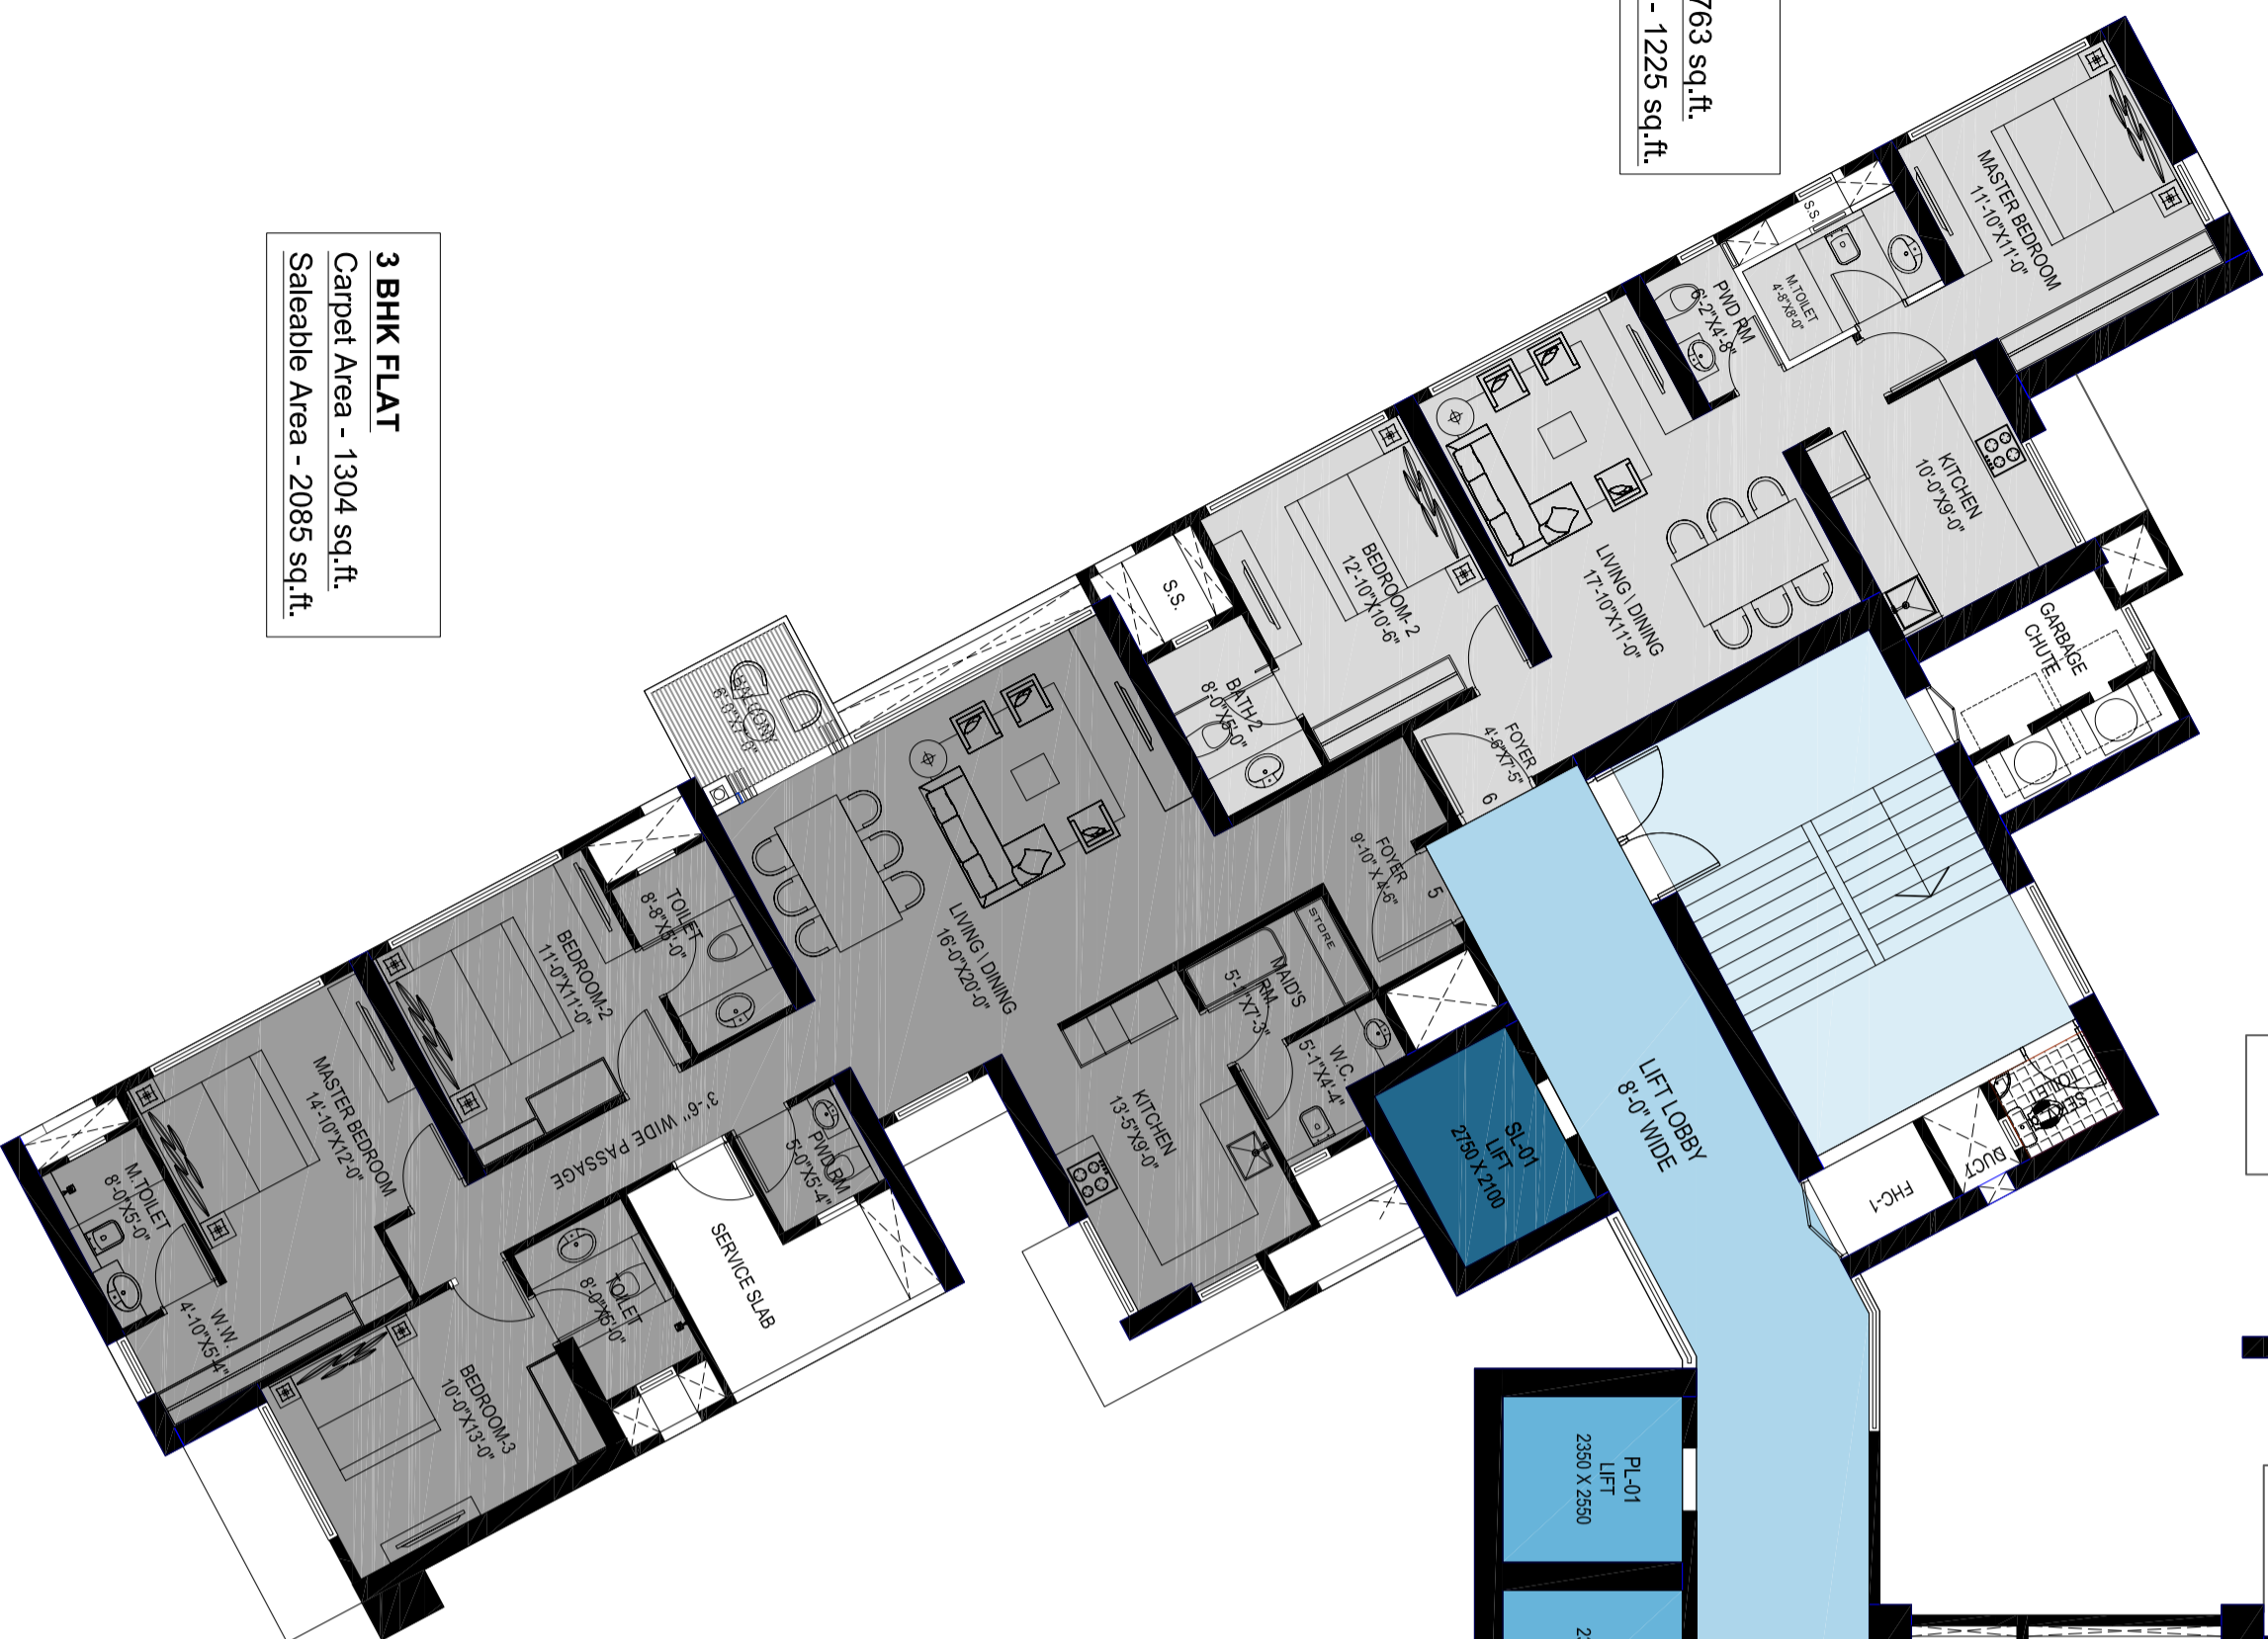 763 sq.ft.
- 1225 sq.ft.
3 BHK FLAT
Carpet Area - 1304 sq.ft.
Saleable Area - 2085 sq.ft.
MASTER BEDROOM
11'-10"X11'-0"
S.S.
M.TOILET
4'-8"X8'-0"
PWD RM
6'-2"X4'-8"
KITCHEN
10'-0"X9'-0"
LIVING \ DINING
17'-10"X11'-0"
GARBAGE
CHUTE
BEDROOM- 2
12'-10"X10'-6"
S.S.
BATH 2
8'-0"X5'-0"
FOYER
4'-6"X7'-5"
6
FOYER
9'-10" X 4'-6"
5
BALCONY
6'-0"X7'-0"
LIVING \ DINING
16'-0"X20'-0"
STORE
MAID'S
RM
5'-1"X7'-3"
W.C.
5'-1"X4'-4"
KITCHEN
13'-5"X9'-0"
SL-01
LIFT
2750 X 2100
LIFT LOBBY
8'-0" WIDE
DUCT
FHC-1
TOILET
8'-8"X5'-0"
BEDROOM-2
11'-0"X11'-0"
3'-6" WIDE PASSAGE
PWD RM
5'-0"X5'-4"
SERVICE SLAB
MASTER BEDROOM
14'-10"X12'-0"
M.TOILET
8'-0"X5'-0"
W.W.
4'-10"X5'4"
TOILET
8'-0"X5'-0"
BEDROOM-3
10'-0"X13'-0"
PL-01
LIFT
2350 X 2550